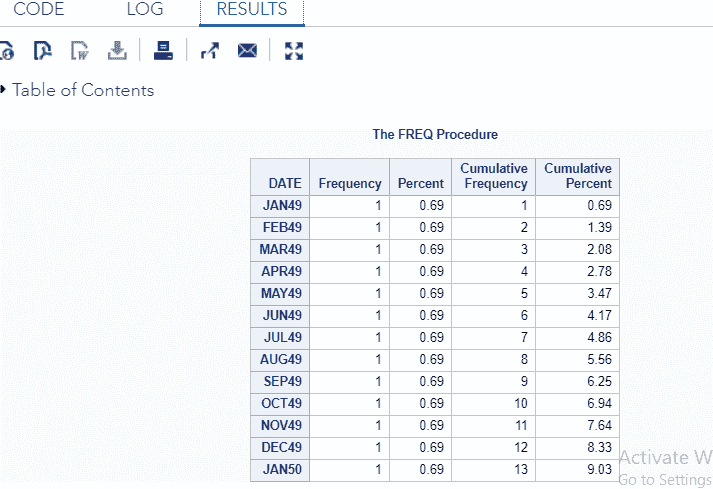 CODE LOG RESULTS
Table of Contents
The FREQ Procedure
DATE Frequency Percent Cumulative Frequency Cumulative Percent
JAN49 1 0.69 1 0.69
FEB49 1 0.69 2 1.39
MAR49 1 0.69 3 2.08
APR49 1 0.69 4 2.78
MAY49 1 0.69 5 3.47
JUN49 1 0.69 6 4.17
JUL49 1 0.69 7 4.86
AUG49 1 0.69 8 5.56
SEP49 1 0.69 9 6.25
OCT49 1 0.69 10 6.94
NOV49 1 0.69 11 7.64
DEC49 1 0.69 12 8.33
JAN50 1 0.69 13 9.03
Activate W
Go to Settings